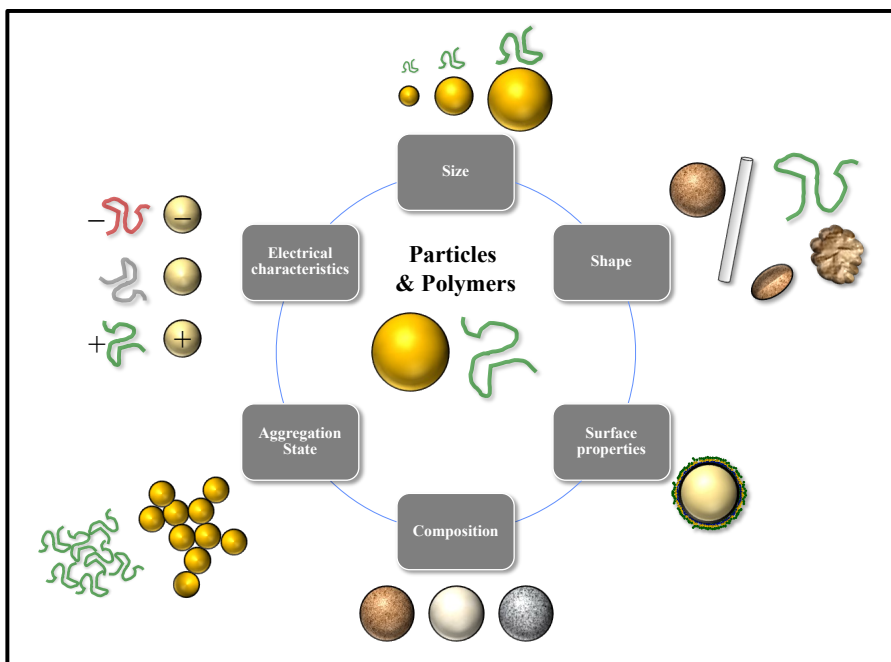 Size
Electrical
characteristics
Particles
& Polymers
Shape
−
−
+
+
Aggregation
State
Surface
properties
Composition